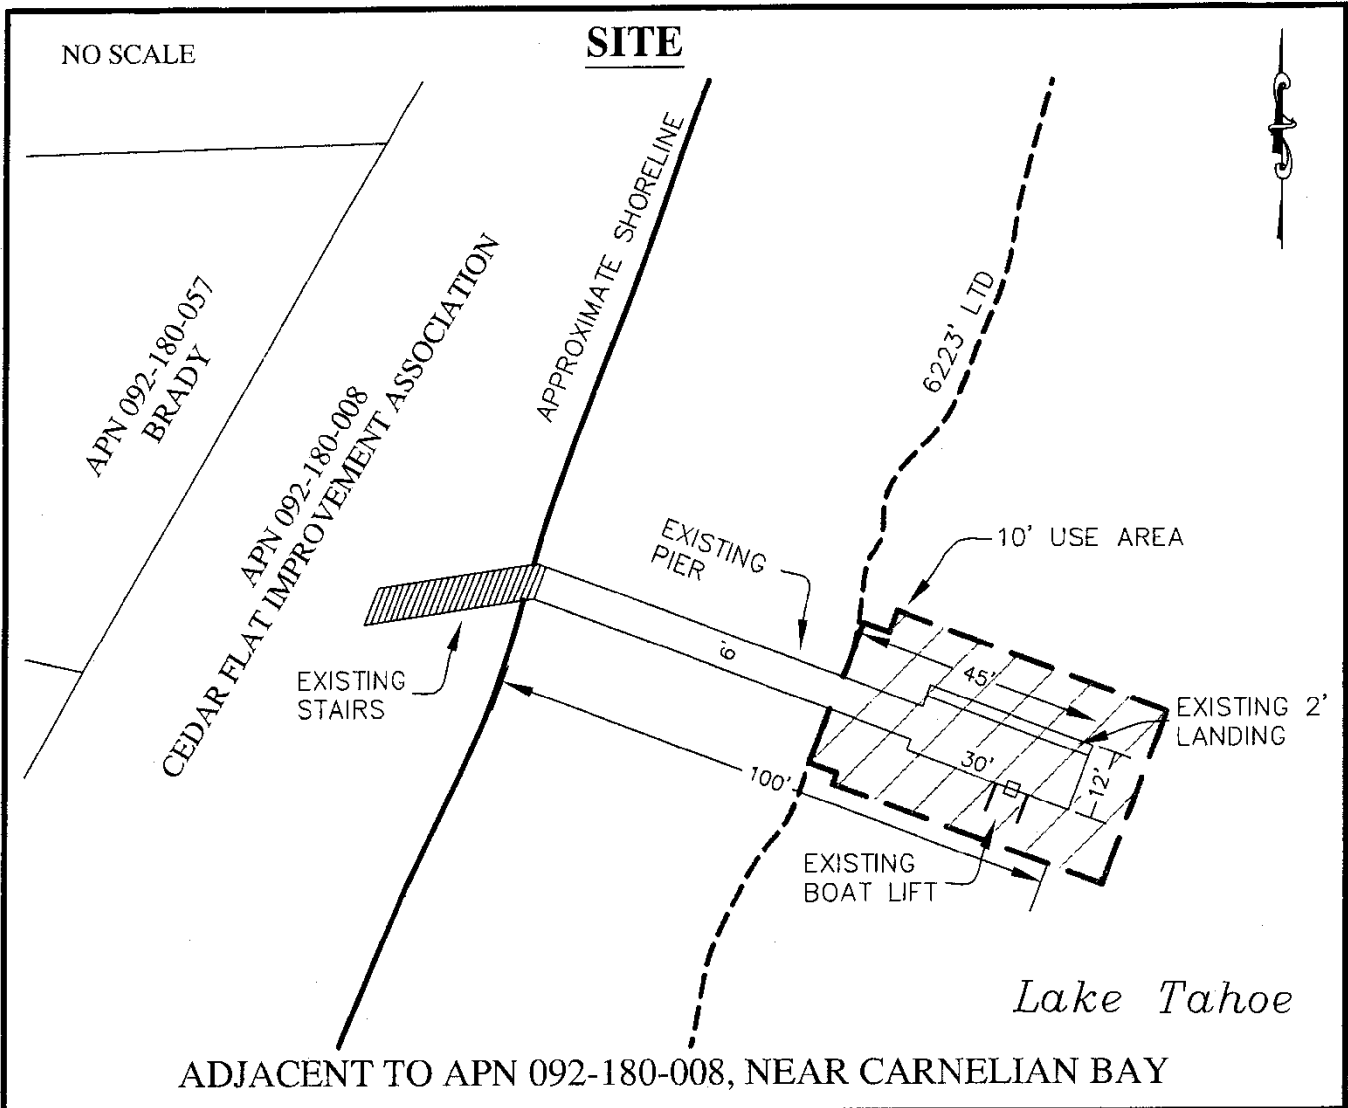 NO SCALE
SITE
APPROXIMATE SHORELINE
6223' LTD
APN 092-180-057
BRADY
APN 092-180-008
CEDAR FLAT IMPROVEMENT ASSOCIATION
EXISTING
PIER
10' USE AREA
6'
45'
EXISTING
STAIRS
EXISTING 2'
LANDING
30'
12'
100'
EXISTING
BOAT LIFT
Lake Tahoe
ADJACENT TO APN 092-180-008, NEAR CARNELIAN BAY